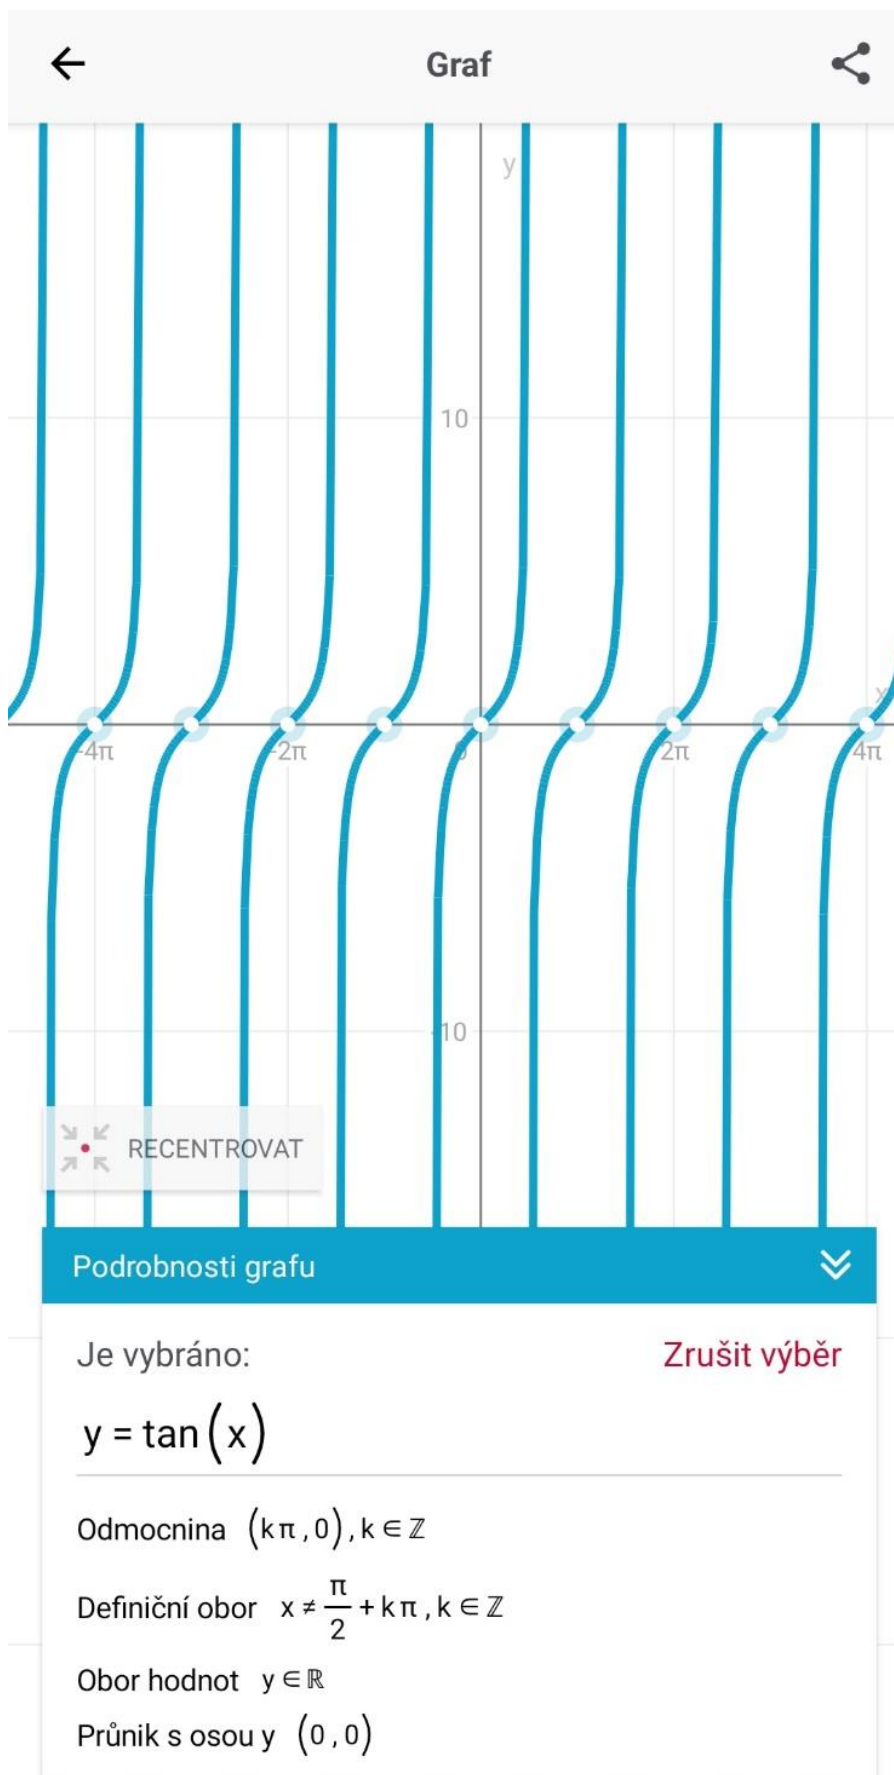 Graf
y
10
x
-4π -2π 0 2π 4π
-10
RECENTROVAT
Podrobnosti grafu
Je vybráno: Zrušit výběr
y = tan(x)
Odmocnina (kπ, 0), k ∈ ℤ
Definiční obor x ≠ π/2 + kπ, k ∈ ℤ
Obor hodnot y ∈ ℝ
Průnik s osou y (0, 0)